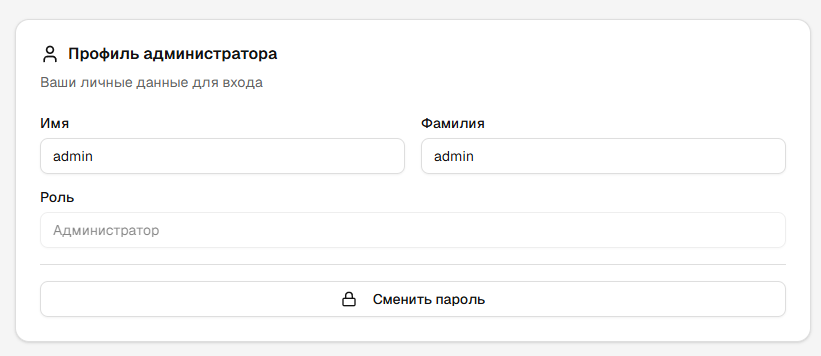 Профиль администратора
Ваши личные данные для входа
Имя
Фамилия
admin
admin
Роль
Администратор
Сменить пароль